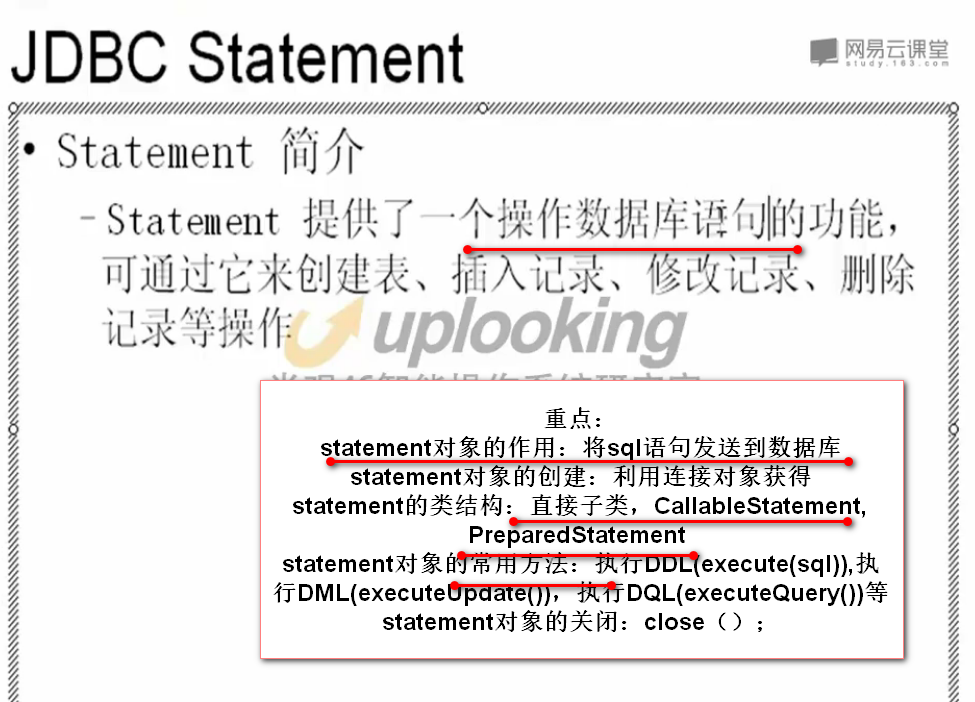 JDBC Statement
网易云课堂
study.163.com
• Statement 简介
–Statement 提供了一个操作数据库语句的功能，
可通过它来创建表、插入记录、修改记录、删除
记录等操作
uplooking
重点：
statement对象的作用：将sql语句发送到数据库
statement对象的创建：利用连接对象获得
statement的类结构：直接子类，CallableStatement,
PreparedStatement
statement对象的常用方法：执行DDL(execute(sql)),执
行DML(executeUpdate())，执行DQL(executeQuery())等
statement对象的关闭：close（）；